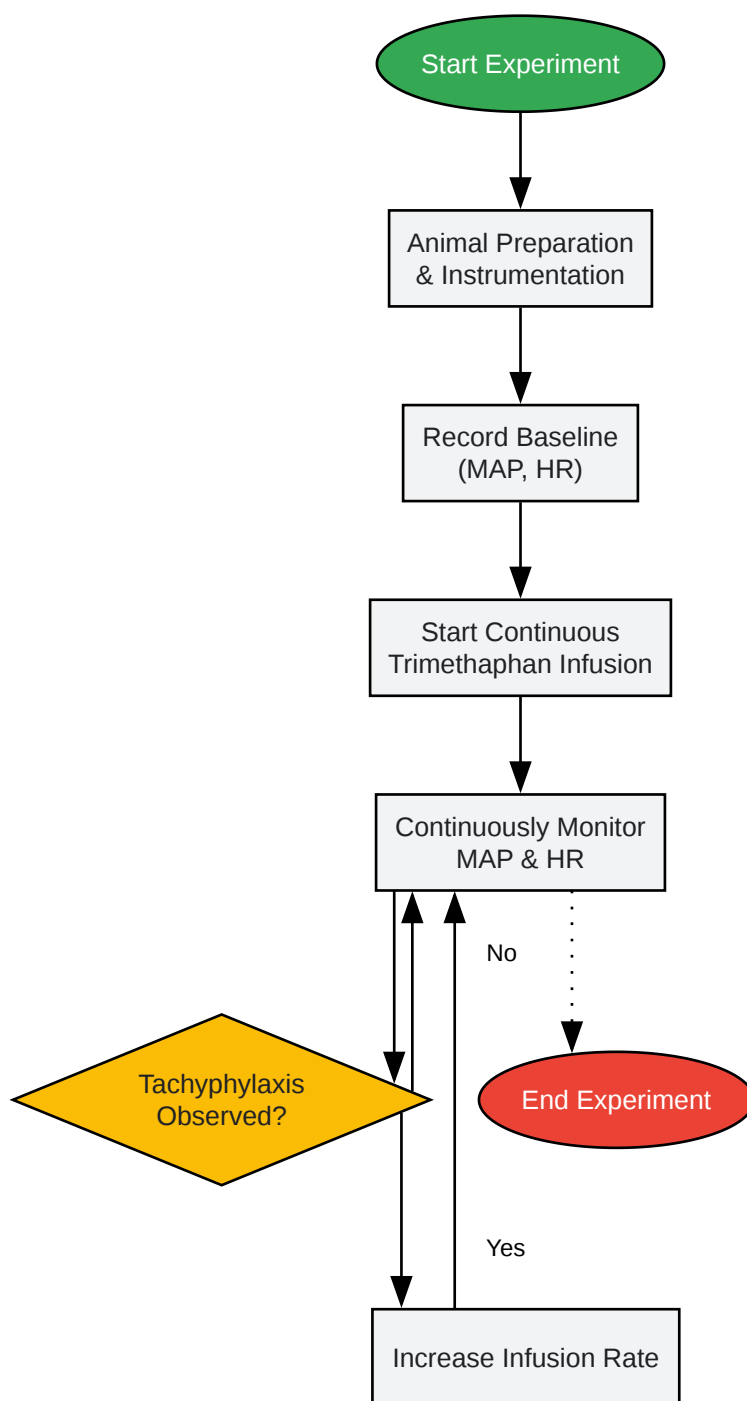 Start Experiment
Animal Preparation
& Instrumentation
Record Baseline
(MAP, HR)
Start Continuous
Trimethaphan Infusion
Continuously Monitor
MAP & HR
No
Tachyphylaxis
Observed?
End Experiment
Yes
Increase Infusion Rate